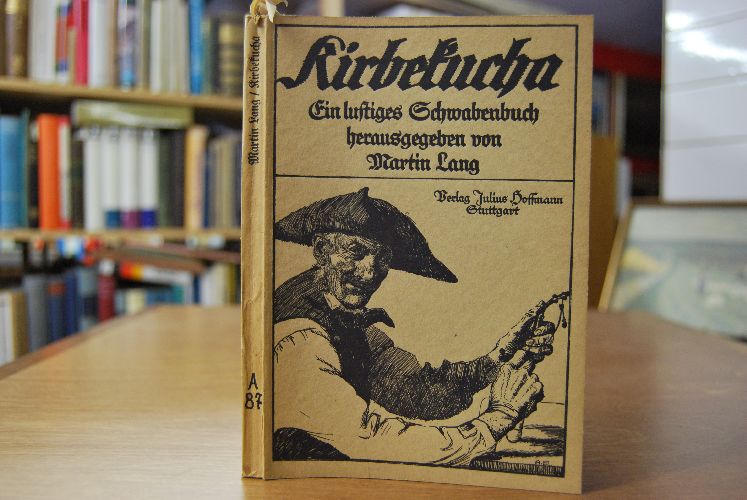 Kirbekucha
Ein lustiges Schwabenbuch
herausgegeben von
Martin Lang
Verlag Julius Hoffmann
Stuttgart
Martin Lang / Kirbekucha
A
87